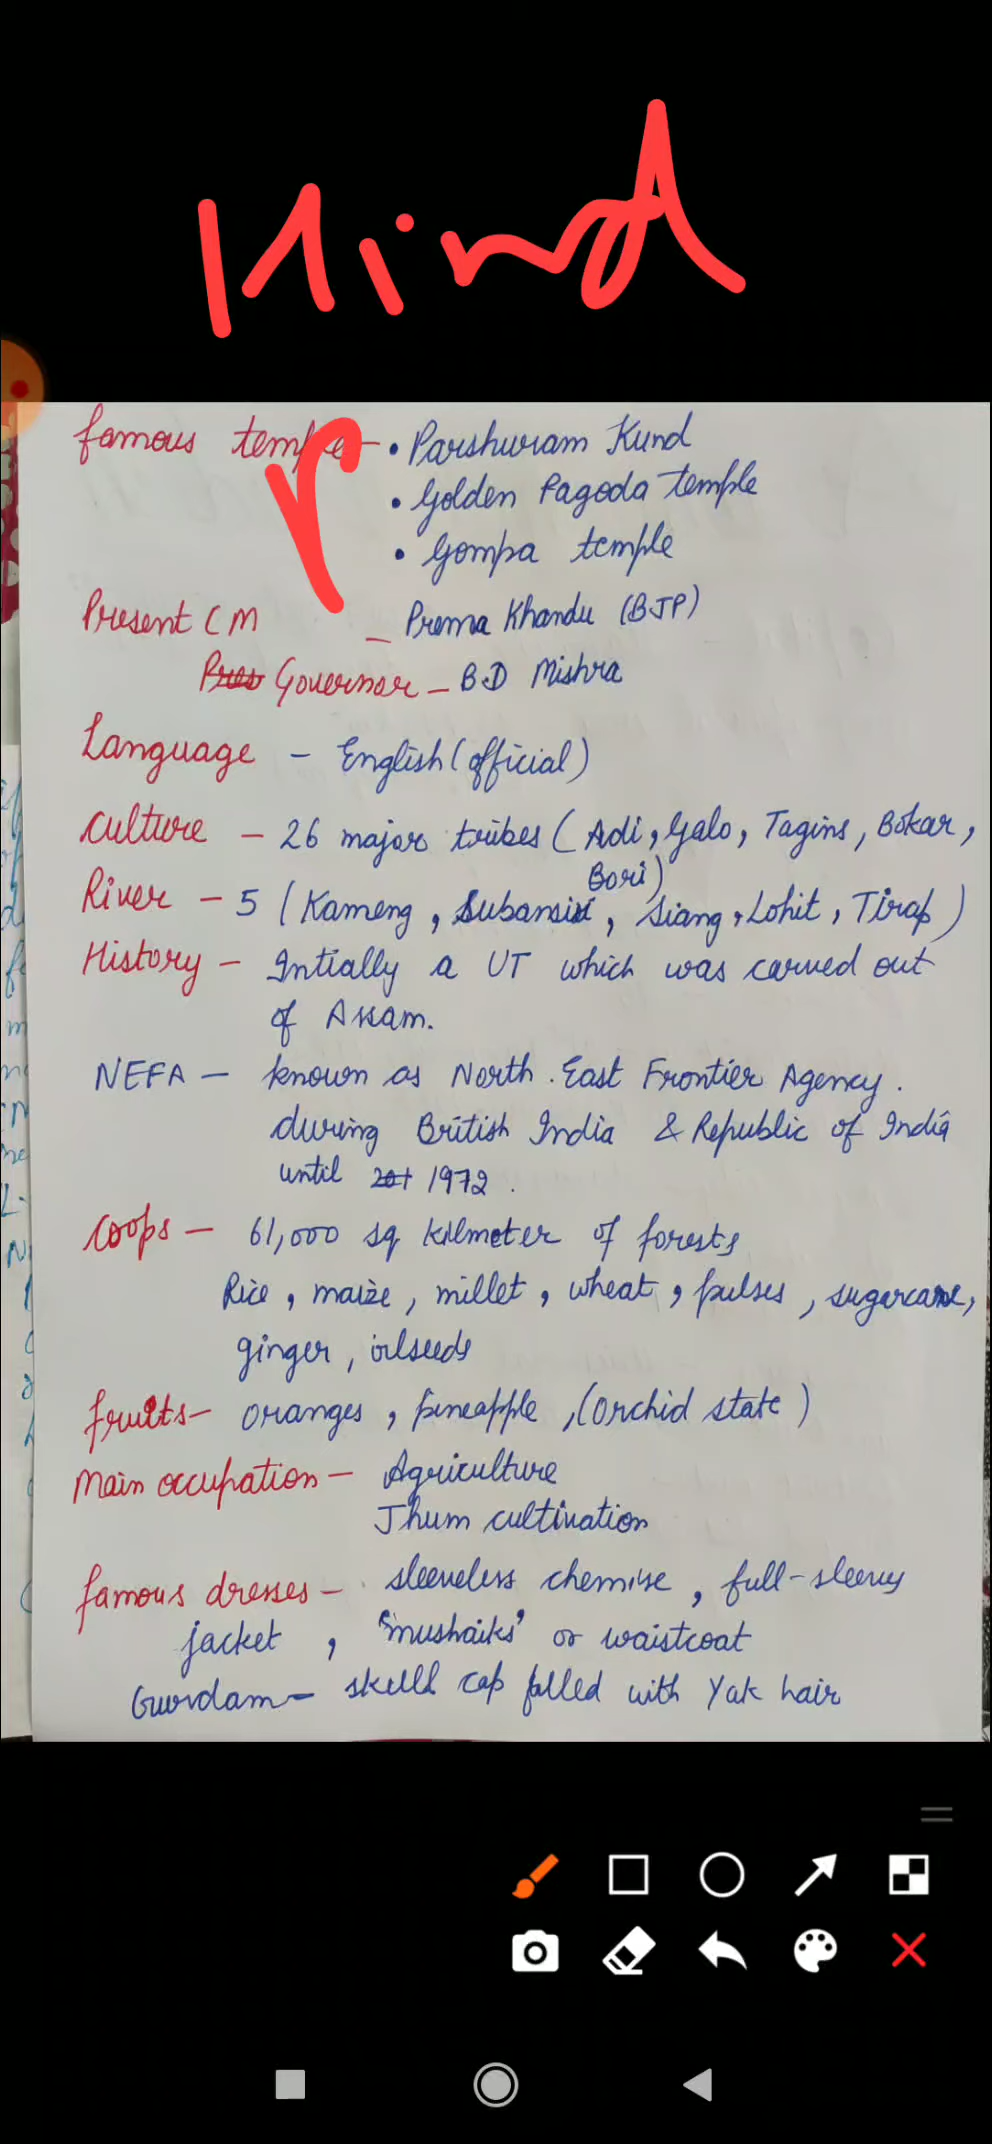 Hind
r
famous temple - • Parshuram Kund
• Golden Pagoda temple
• Gompa temple
Present CM - Prema Khandu (BJP)
Pres Governor - B.D Mishra
Language - English (official)
culture - 26 major tribes (Adi, Galo, Tagins, Bokar,
Bori)
River - 5 (Kameng, Subansiri, Siang, Lohit, Tirap)
History - Intially a UT which was carved out
of Assam.
NEFA - known as North East Frontier Agency.
during British India & Republic of India
until 201 1972.
Coops - 61,000 sq kilmeter of forests
Rice, maize, millet, wheat, pulses, sugarcane,
ginger, oilseeds
fruits - oranges, pineapple, (Orchid state)
Main occupation - Agriculture
Jhum cultivation
famous dresses - sleeveless chemise, full-sleeves
jacket, "mushaiks" or waistcoat
Gurdam - skull cap falled with Yak hair